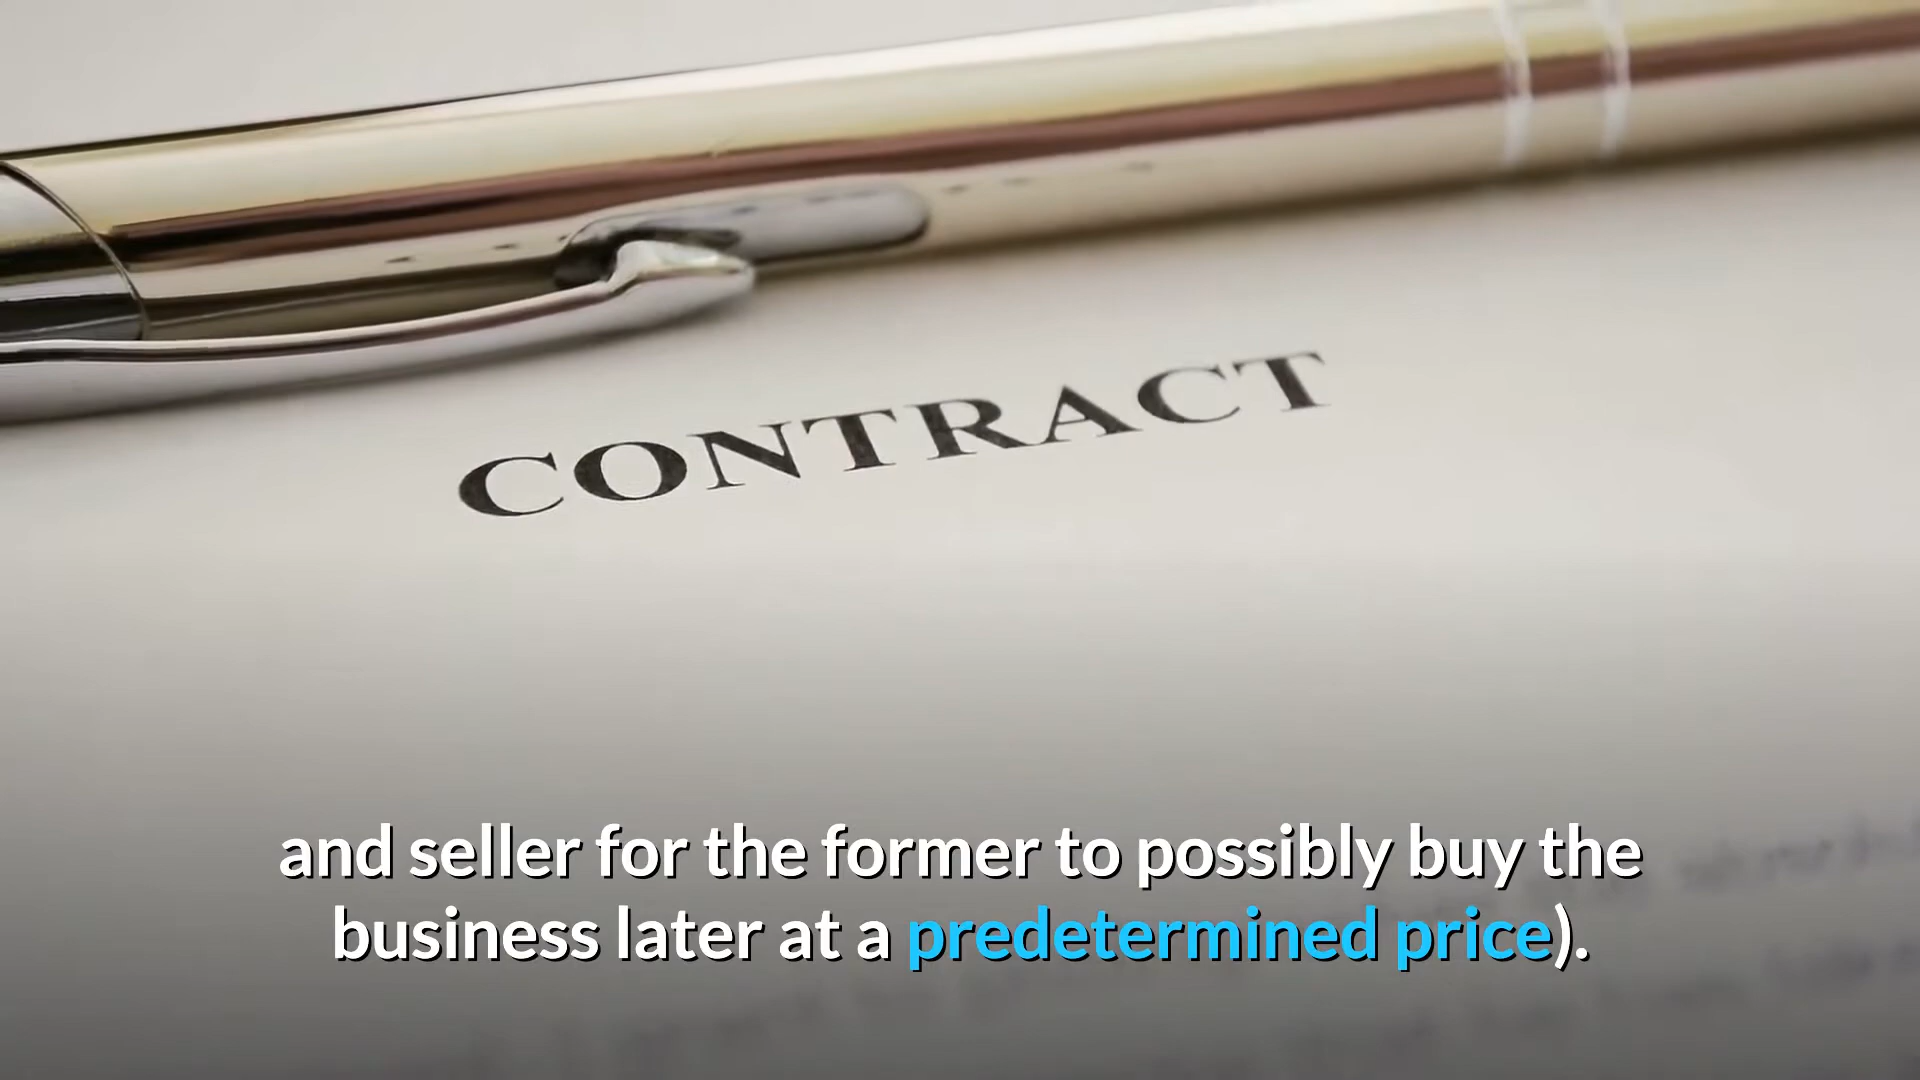 CONTRACT
and seller for the former to possibly buy the
business later at a predetermined price).